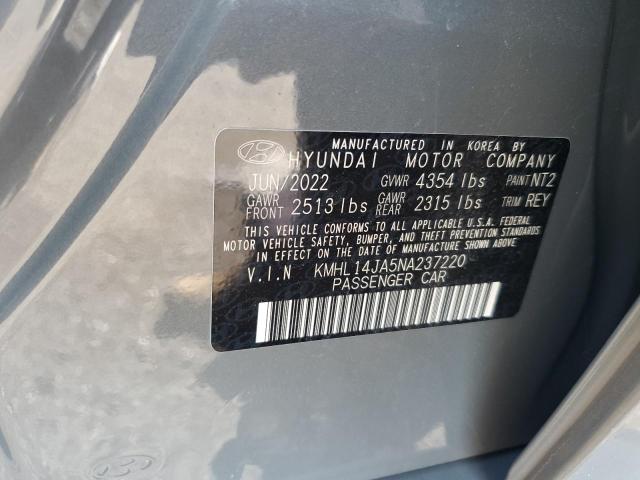 MANUFACTURED IN KOREA BY
HYUNDAI MOTOR COMPANY
JUN/2022 GVWR 4354 lbs PAINT NT2
GAWR FRONT 2513 lbs GAWR REAR 2315 lbs TRIM REY
THIS VEHICLE CONFORMS TO ALL APPLICABLE U.S.A. FEDERAL
MOTOR VEHICLE SAFETY, BUMPER, AND THEFT PREVENTION STANDARDS
IN EFFECT ON THE DATE OF MANUFACTURE SHOWN ABOVE.
V.I.N KMHL14JA5NA237220
PASSENGER CAR